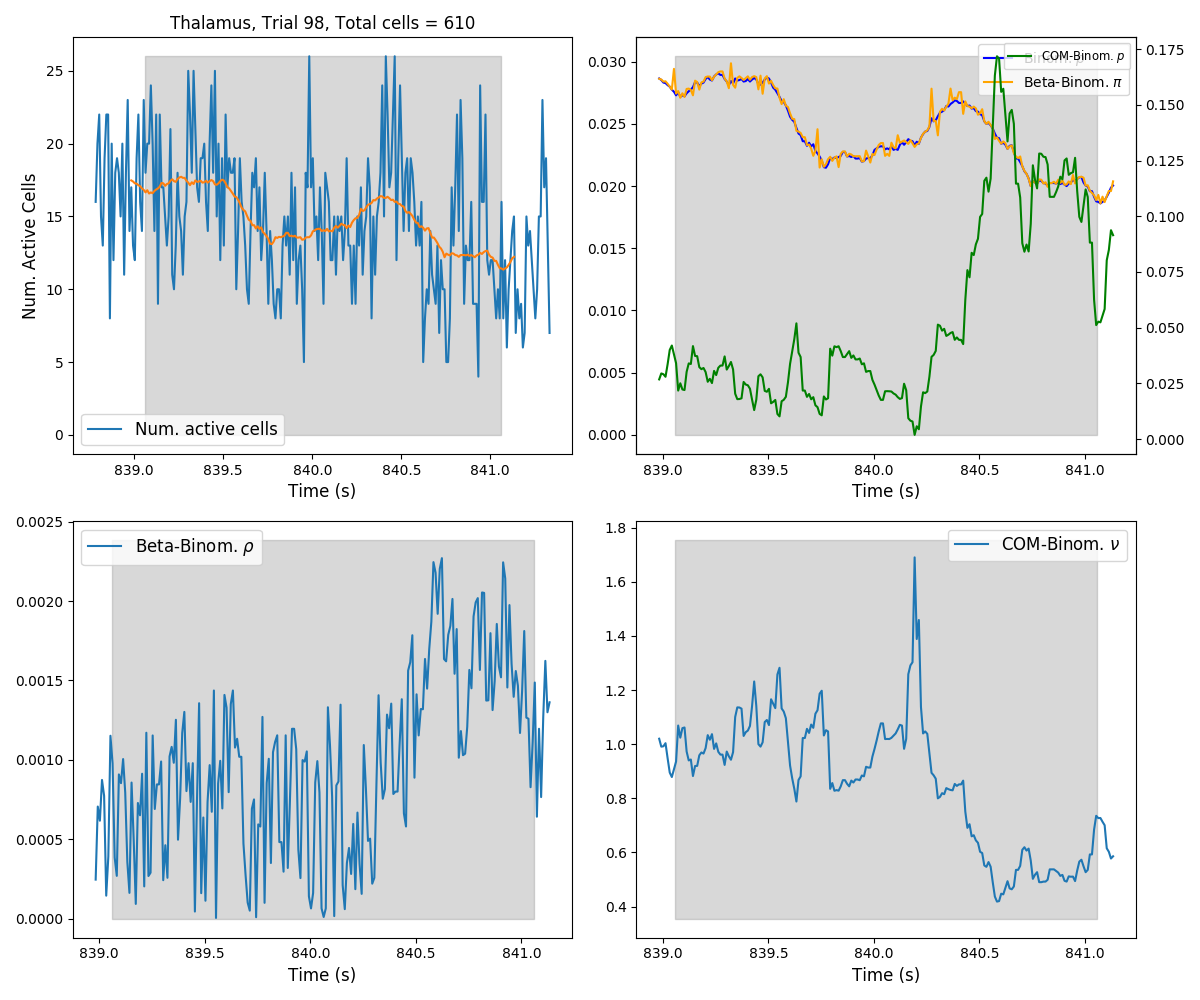 Thalamus, Trial 98, Total cells = 610
Num. Active Cells
25
20
15
10
5
0
Num. active cells
839.0 839.5 840.0 840.5 841.0
Time (s)
0.030
0.025
0.020
0.015
0.010
0.005
0.000
COM-Binom. p
Beta-Binom. π
0.175
0.150
0.125
0.100
0.075
0.050
0.025
0.000
839.0 839.5 840.0 840.5 841.0
Time (s)
0.0025
0.0020
0.0015
0.0010
0.0005
0.0000
Beta-Binom. ρ
839.0 839.5 840.0 840.5 841.0
Time (s)
1.8
1.6
1.4
1.2
1.0
0.8
0.6
0.4
COM-Binom. ν
839.0 839.5 840.0 840.5 841.0
Time (s)